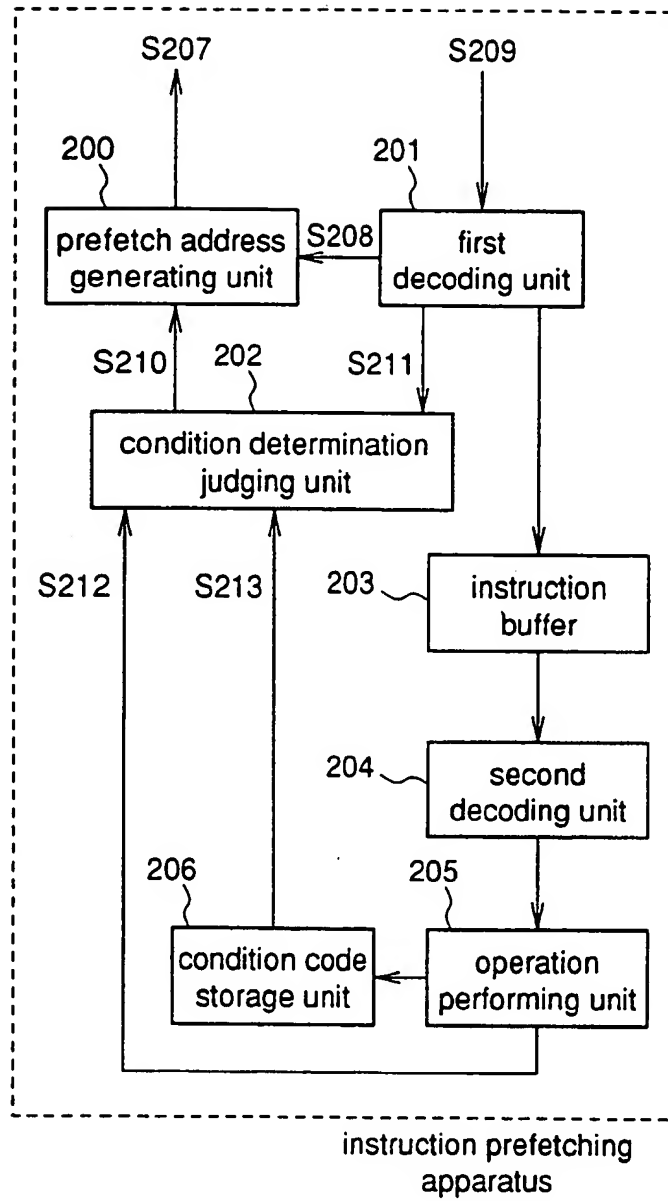 S207
S209
200
201
prefetch address
generating unit
S208
first
decoding unit
S210
202
S211
condition determination
judging unit
S212
S213
203
instruction
buffer
204
second
decoding unit
206
205
condition code
storage unit
operation
performing unit
instruction prefetching
apparatus